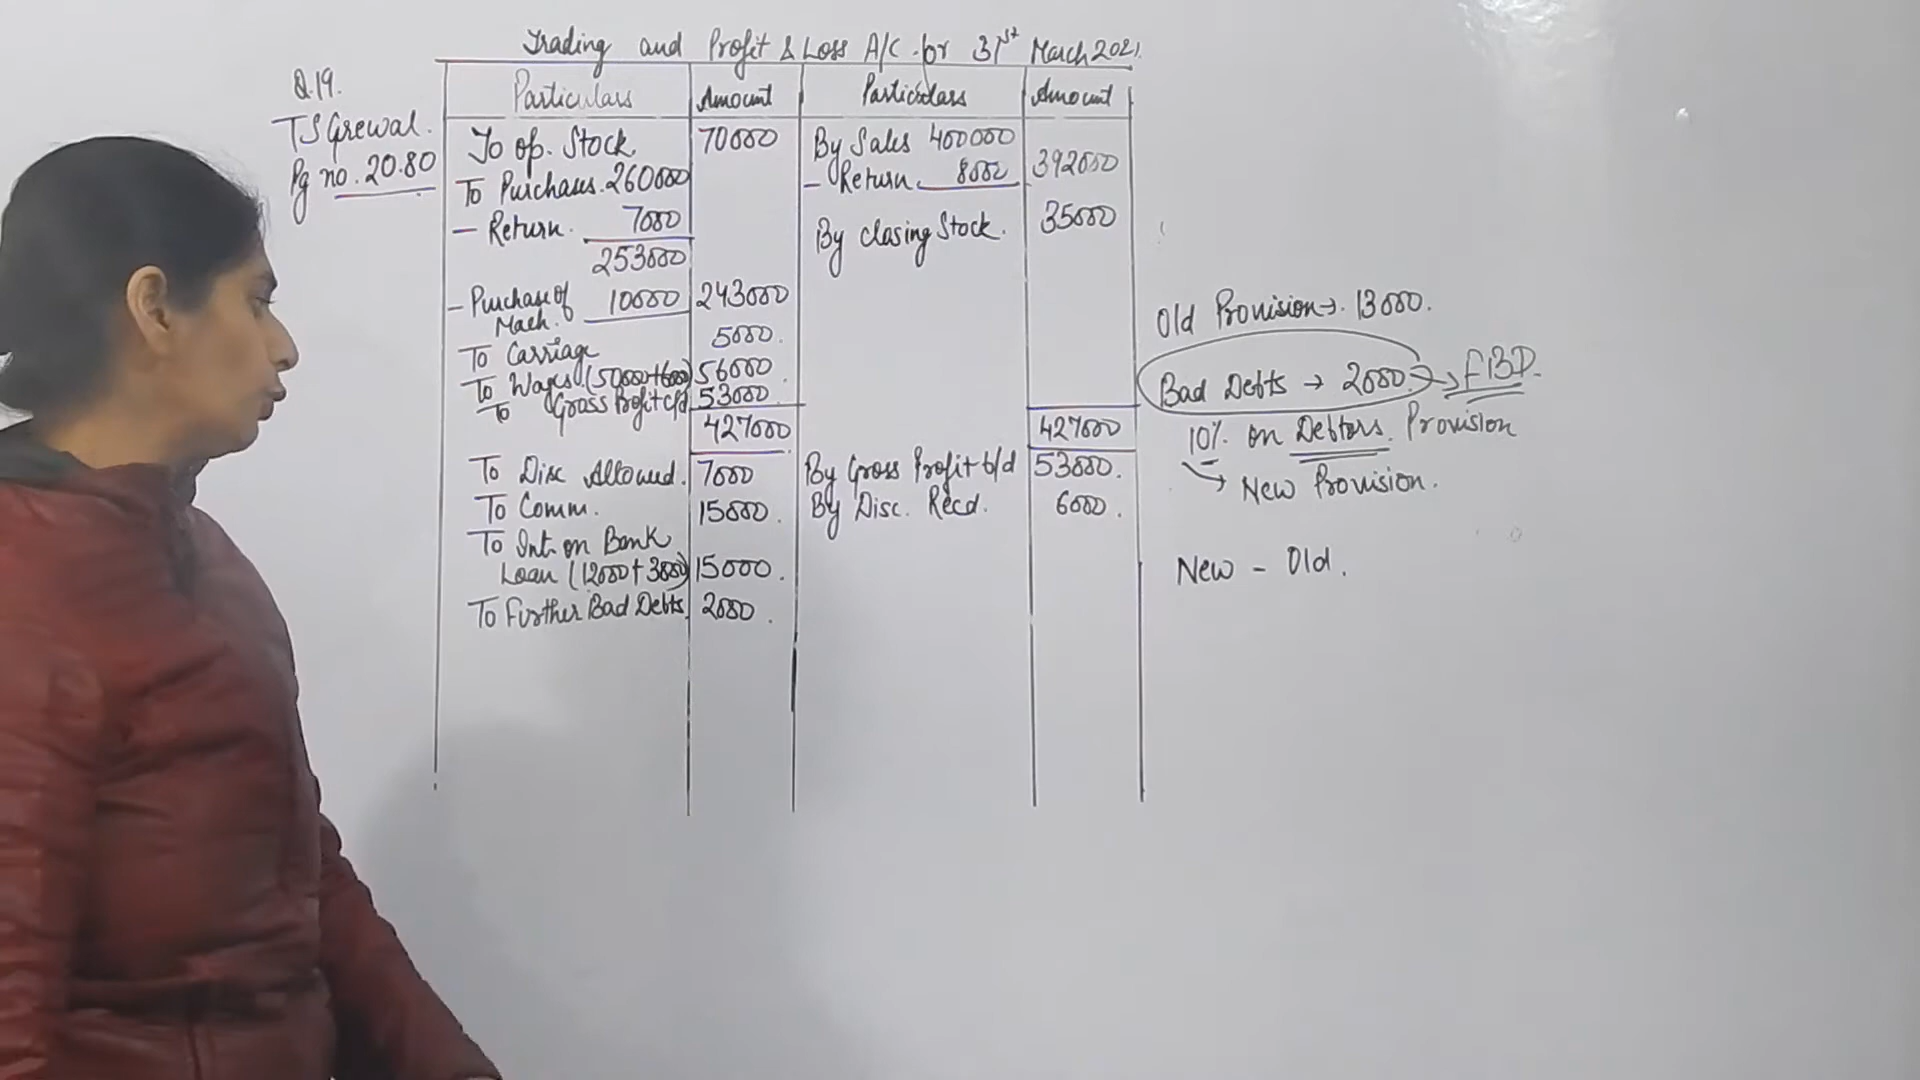 Trading and Profit & Loss A/C for 31st March 2021.
Q.19.
TS Grewal.
Pg no. 20.80
Particulars Amount Particulars Amount
To op. Stock 70000 By Sales 400000
To Purchases. 260000 - Return. 8000 392000
- Return. 7000 By Closing Stock. 35000
253000
- Purchase of Mach. 10000 243000
To Carriage 5000.
To Wages (50000+6000) 56000.
To Gross Profit c/d 53000.
427000 427000
To Disc Allowed. 7000 By Gross Profit b/d 53000.
To Comm. 15000. By Disc. Recd. 6000.
To Int. on Bank
Loan (12000+3000) 15000.
To Further Bad Debts. 2000.
Old Provision → 13000.
Bad Debts → 2000 → FBD.
10% on Debtors. Provision
→ New Provision.
New - Old.